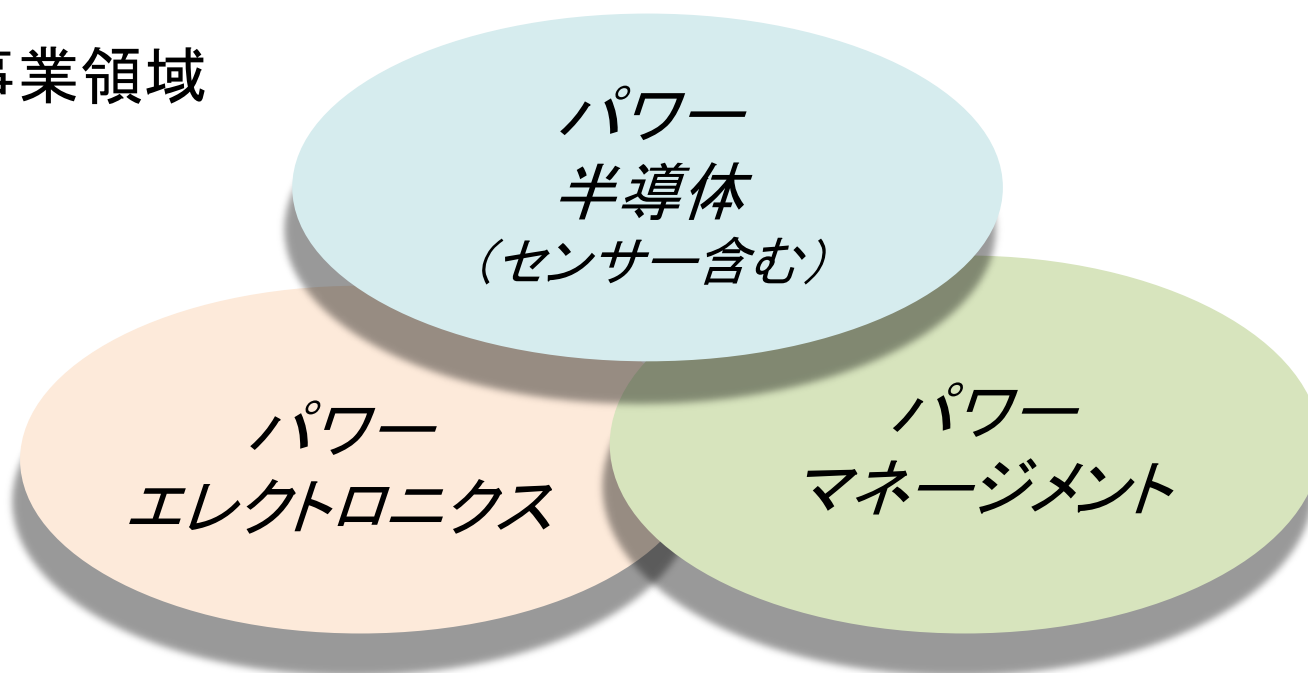 事業領域
パワー
半導体
（センサー含む）
パワー
エレクトロニクス
パワー
マネージメント